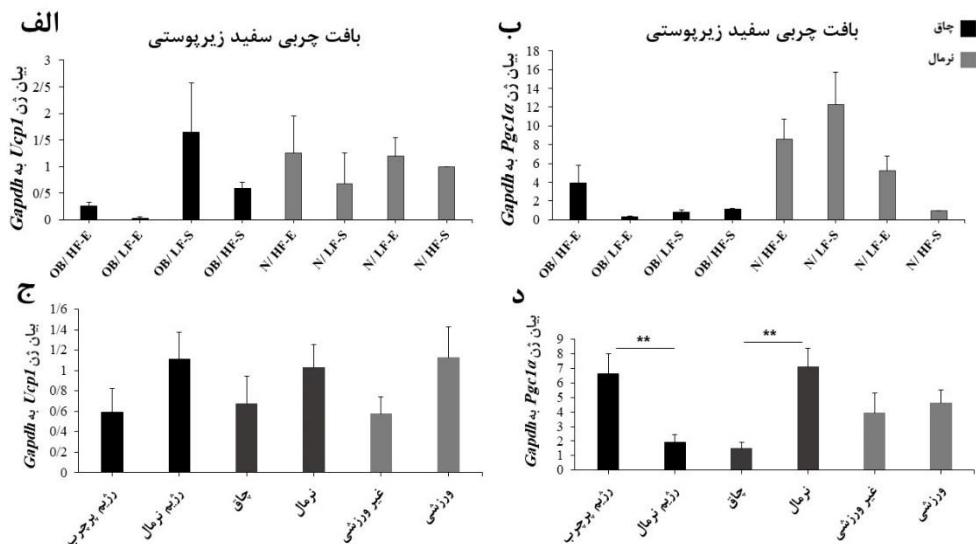 الف
بافت چربی سفید زیرپوستی
بیان ژن Ucp1 به Gapdh
3
2/5
2
1/5
1
0/5
0
OB/ HF-E
OB/ LF-E
OB/ LF-S
OB/ HF-S
N/ HF-E
N/ LF-S
N/ LF-E
N/ HF-S
ب
بافت چربی سفید زیرپوستی
چاق
نرمال
بیان ژن Pgc1α به Gapdh
18
16
14
12
10
8
6
4
2
0
OB/ HF-E
OB/ LF-E
OB/ LF-S
OB/ HF-S
N/ HF-E
N/ LF-S
N/ LF-E
N/ HF-S
ج
بیان ژن Ucp1 به Gapdh
1/6
1/4
1/2
1
0/8
0/6
0/4
0/2
0
رژیم پرچرب
رژیم نرمال
چاق
نرمال
غیر ورزشی
ورزشی
د
بیان ژن Pgc1α به Gapdh
9
8
7
6
5
4
3
2
1
0
**
**
رژیم پرچرب
رژیم نرمال
چاق
نرمال
غیر ورزشی
ورزشی